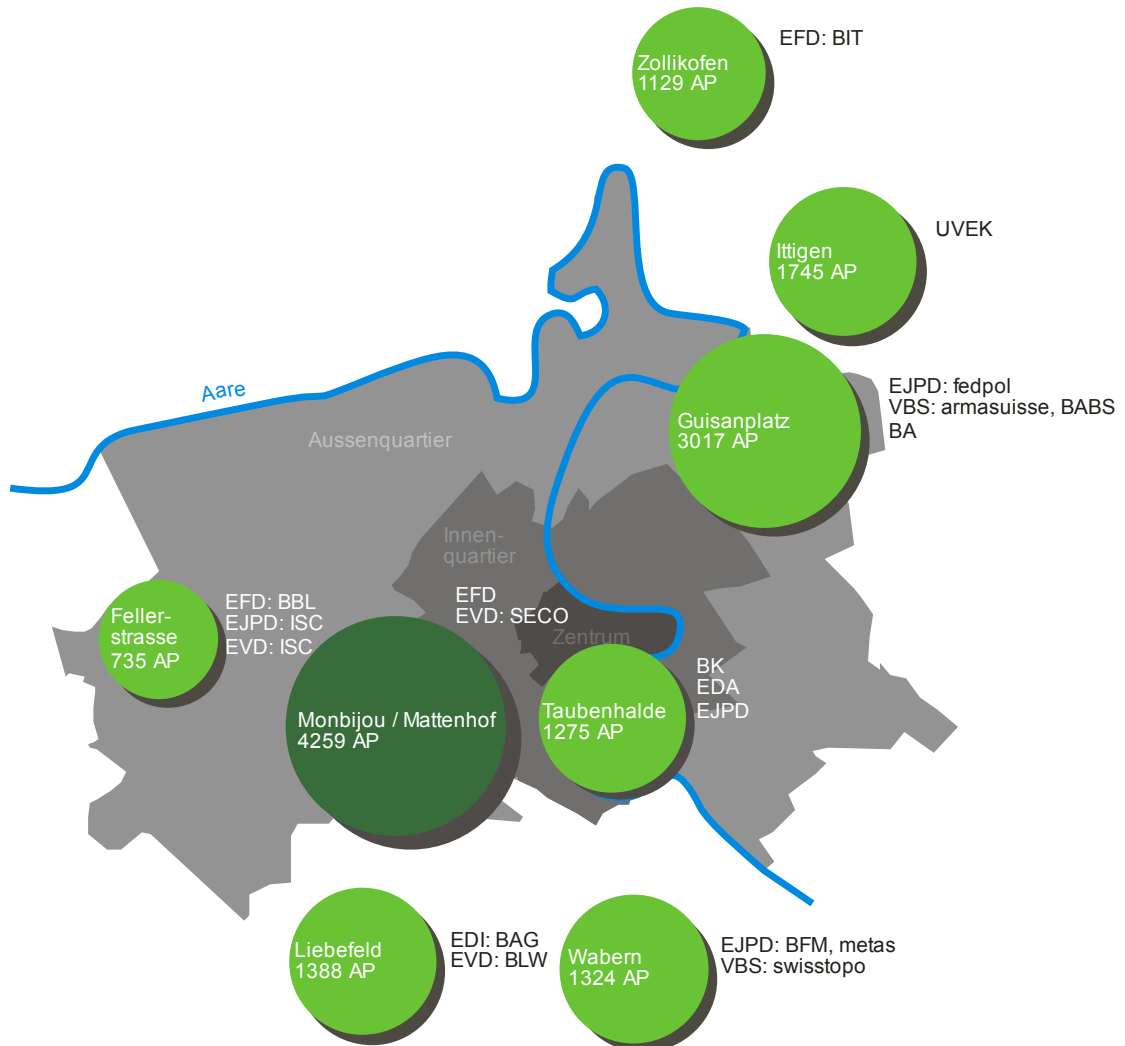 Zollikofen
1129 AP
EFD: BIT
Ittigen
1745 AP
UVEK
Aare
Aussenquartier
Guisanplatz
3017 AP
EJPD: fedpol
VBS: armasuisse, BABS
BA
Innen-
quartier
EFD
EVD: SECO
Zentrum
Feller-
strasse
735 AP
EFD: BBL
EJPD: ISC
EVD: ISC
Monbijou / Mattenhof
4259 AP
Taubenhalde
1275 AP
BK
EDA
EJPD
Liebefeld
1388 AP
EDI: BAG
EVD: BLW
Wabern
1324 AP
EJPD: BFM, metas
VBS: swisstopo